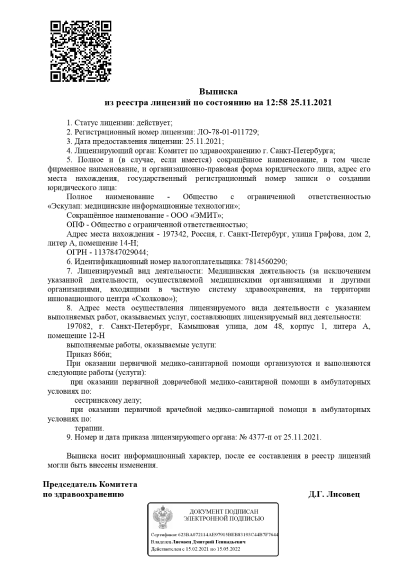 Выписка
из реестра лицензий по состоянию на 12:58 25.11.2021
1. Статус лицензии: действует;
2. Регистрационный номер лицензии: ЛО-78-01-011729;
3. Дата предоставления лицензии: 25.11.2021;
4. Лицензирующий орган: Комитет по здравоохранению г. Санкт-Петербурга;
5. Полное и (в случае, если имеется) сокращённое наименование, в том числе
фирменное наименование, и организационно-правовая форма юридического лица, адрес его
места нахождения, государственный регистрационный номер записи о создании
юридического лица:
Полное наименование - Общество с ограниченной ответственностью
«Эскулап: медицинские информационные технологии»;
Сокращённое наименование - ООО «ЭМИТ»;
ОПФ - Общество с ограниченной ответственностью;
Адрес места нахождения - 197342, Россия, г. Санкт-Петербург, улица Графова, дом 2,
литер А, помещение 14-Н;
ОГРН - 1137847029044;
6. Идентификационный номер налогоплательщика: 7814560290;
7. Лицензируемый вид деятельности: Медицинская деятельность (за исключением
указанной деятельности, осуществляемой медицинскими организациями и другими
организациями, входящими в частную систему здравоохранения, на территории
инновационного центра «Сколково»);
8. Адрес места осуществления лицензируемого вида деятельности с указанием
выполняемых работ, оказываемых услуг, составляющих лицензируемый вид деятельности:
197082, г. Санкт-Петербург, Камышовая улица, дом 48, корпус 1, литера А,
помещение 12-Н
выполняемые работы, оказываемые услуги:
Приказ 866н;
При оказании первичной медико-санитарной помощи организуются и выполняются
следующие работы (услуги):
при оказании первичной доврачебной медико-санитарной помощи в амбулаторных
условиях по:
сестринскому делу;
при оказании первичной врачебной медико-санитарной помощи в амбулаторных
условиях по:
терапии.
9. Номер и дата приказа лицензирующего органа: № 4377-п от 25.11.2021.
Выписка носит информационный характер, после ее составления в реестр лицензий
могли быть внесены изменения.
Председатель Комитета
по здравоохранению Д.Г. Лисовец
ДОКУМЕНТ ПОДПИСАН
ЭЛЕКТРОННОЙ ПОДПИСЬЮ
Сертификат
Владелец Лисовец Дмитрий Геннадьевич
Действителен с 15.02.2021 по 15.05.2022